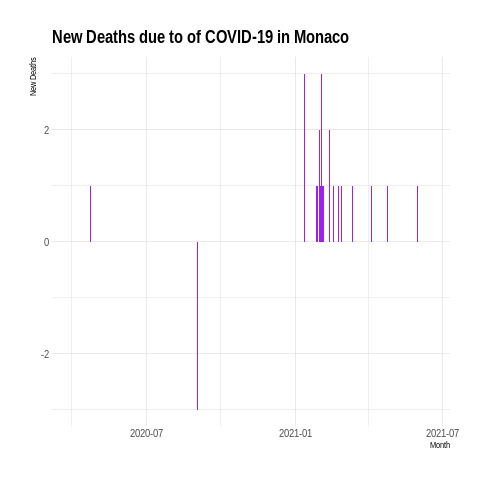 New Deaths due to of COVID-19 in Monaco
New Deaths
2
0
-2
2020-07
2021-01
2021-07
Month